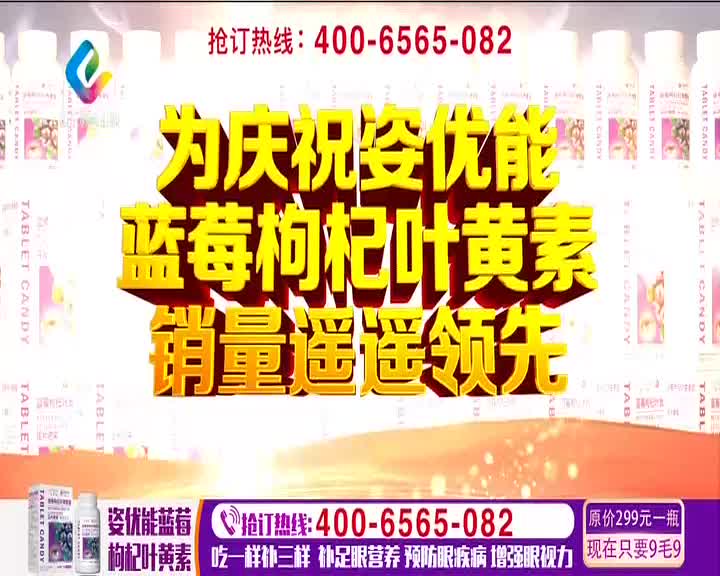 抢订热线：400-6565-082
为庆祝姿优能
蓝莓枸杞叶黄素
销量遥遥领先
TABLET CANDY
姿优能蓝莓
枸杞叶黄素
抢订热线:400-6565-082
吃一样补三样 补足眼营养 预防眼疾病 增强眼视力
原价299元一瓶
现在只要9毛9